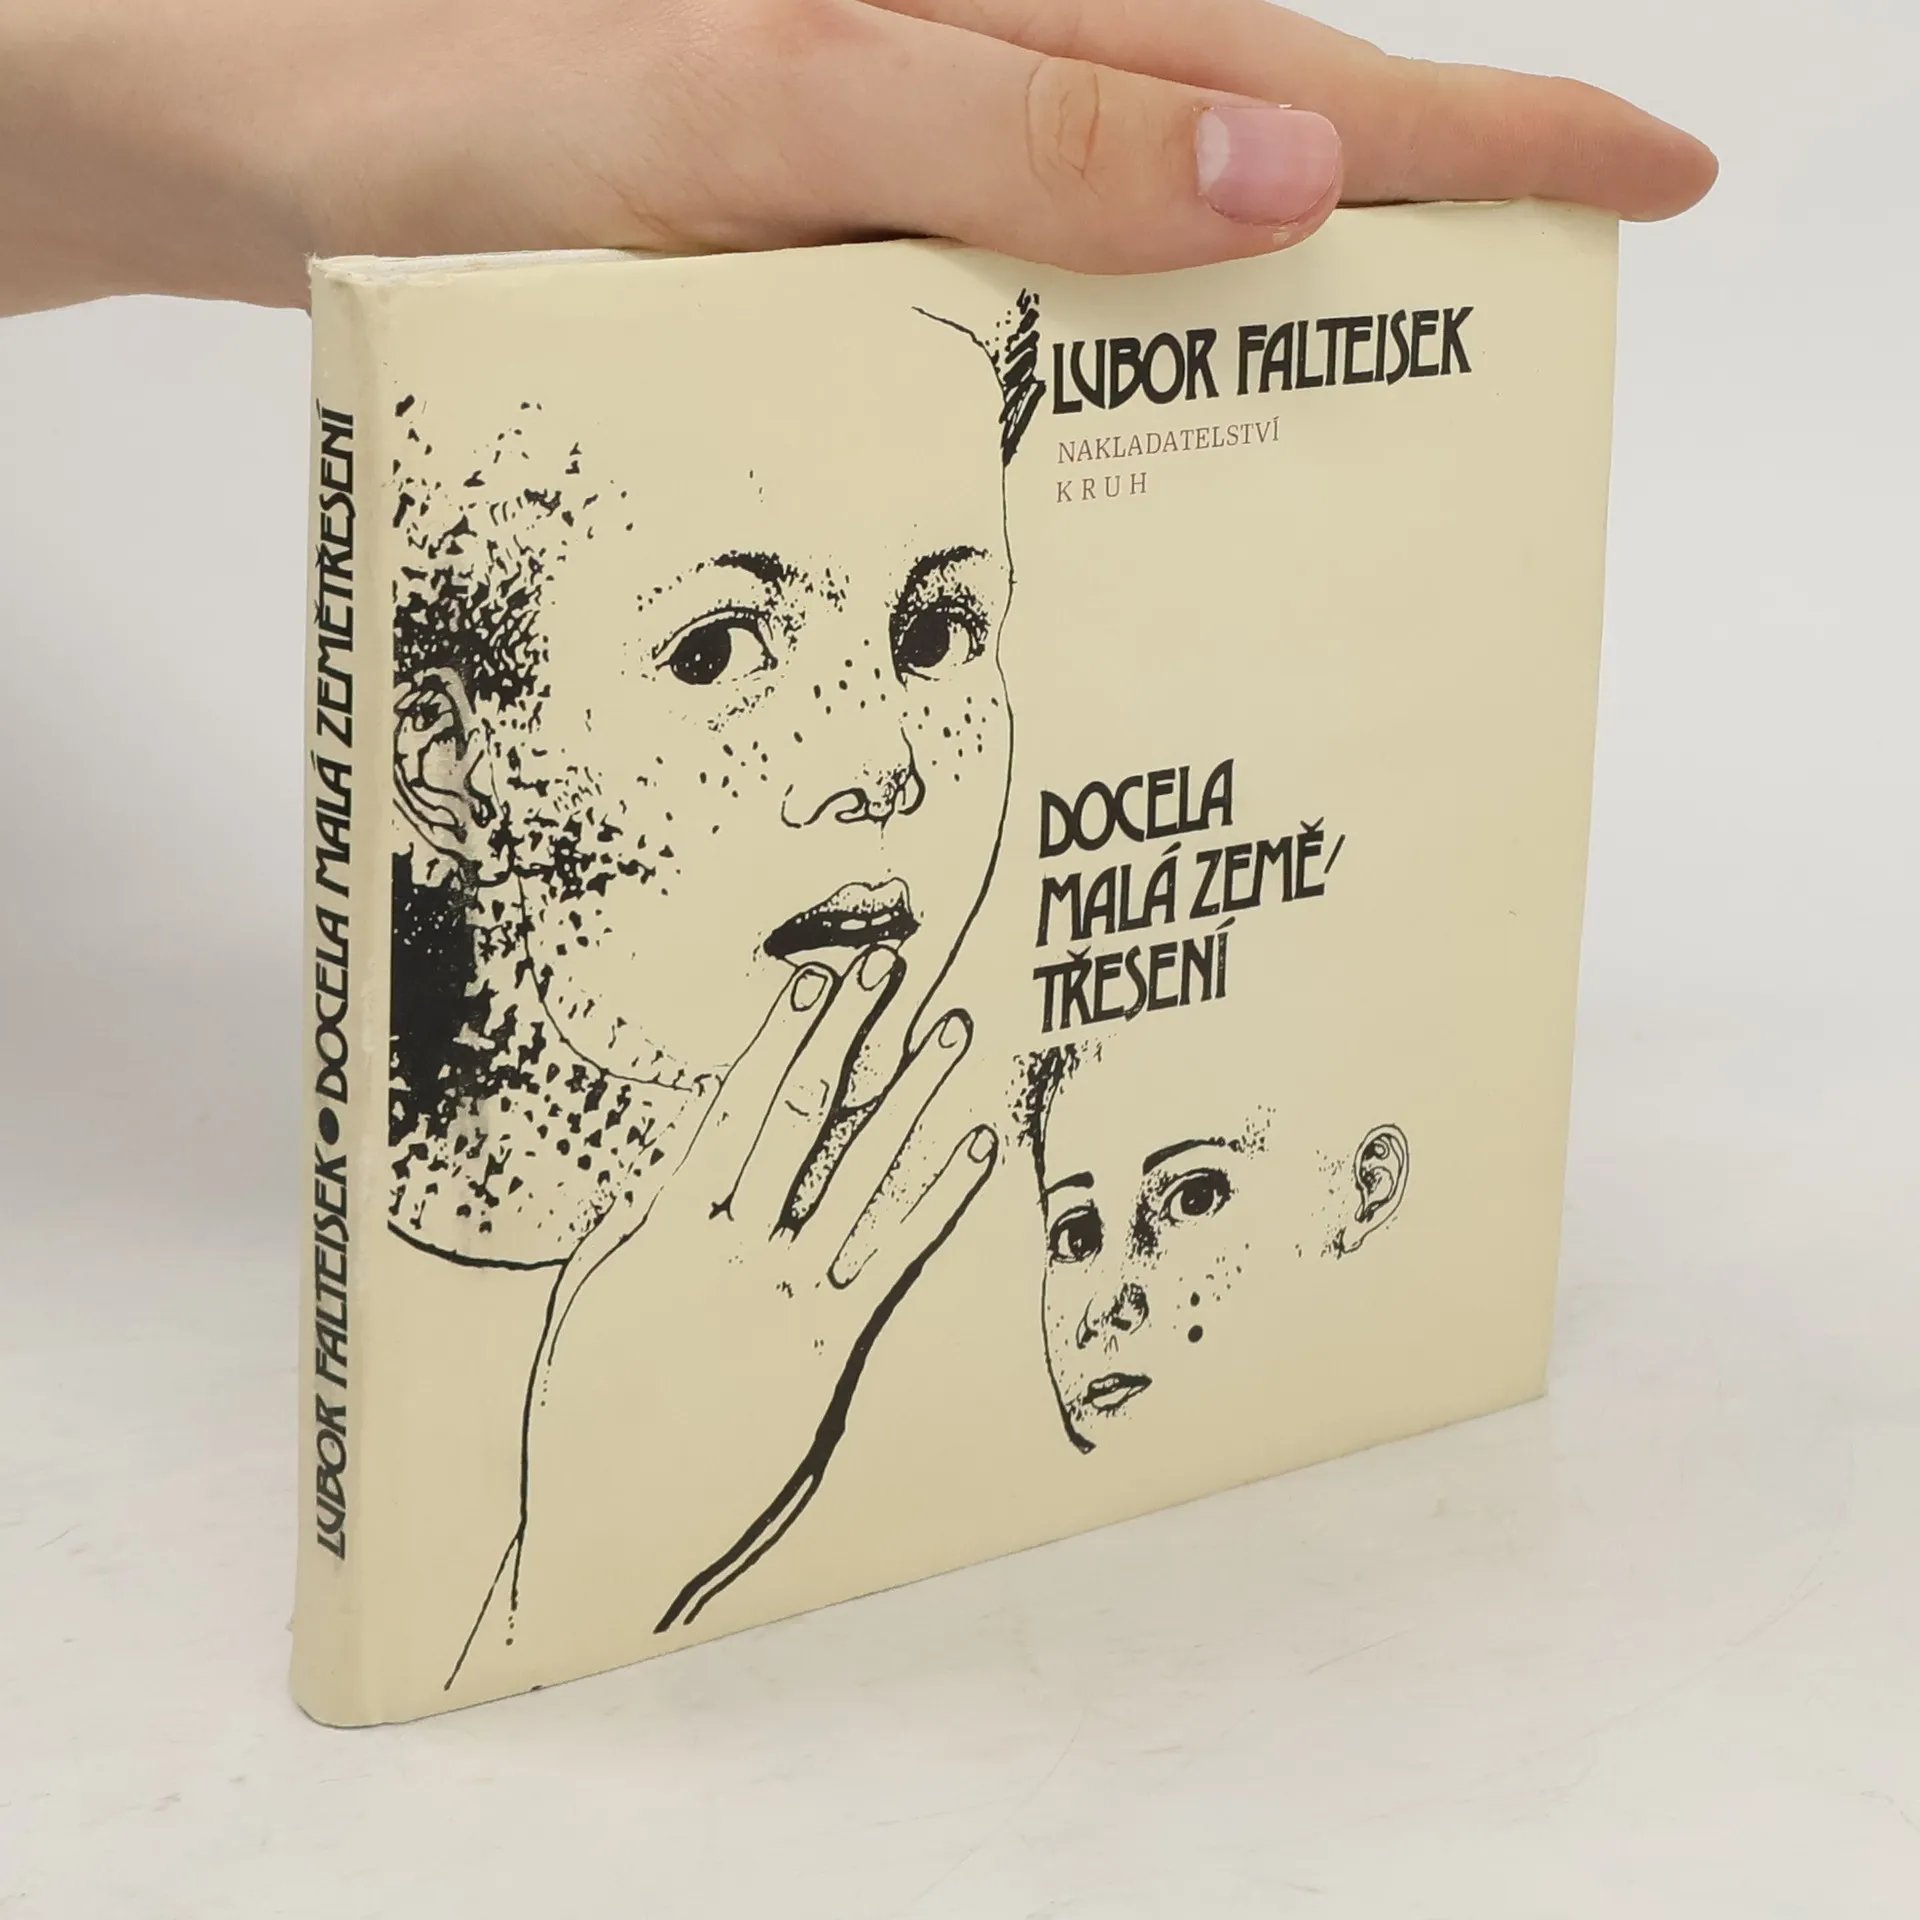 LUBOR FALTEISEK • DOCELA MALÁ ZEMĚTŘESENÍ
LUBOR FALTEISEK
NAKLADATELSTVÍ
KRUH
DOCELA
MALÁ ZEMĚ/
TŘESENÍ